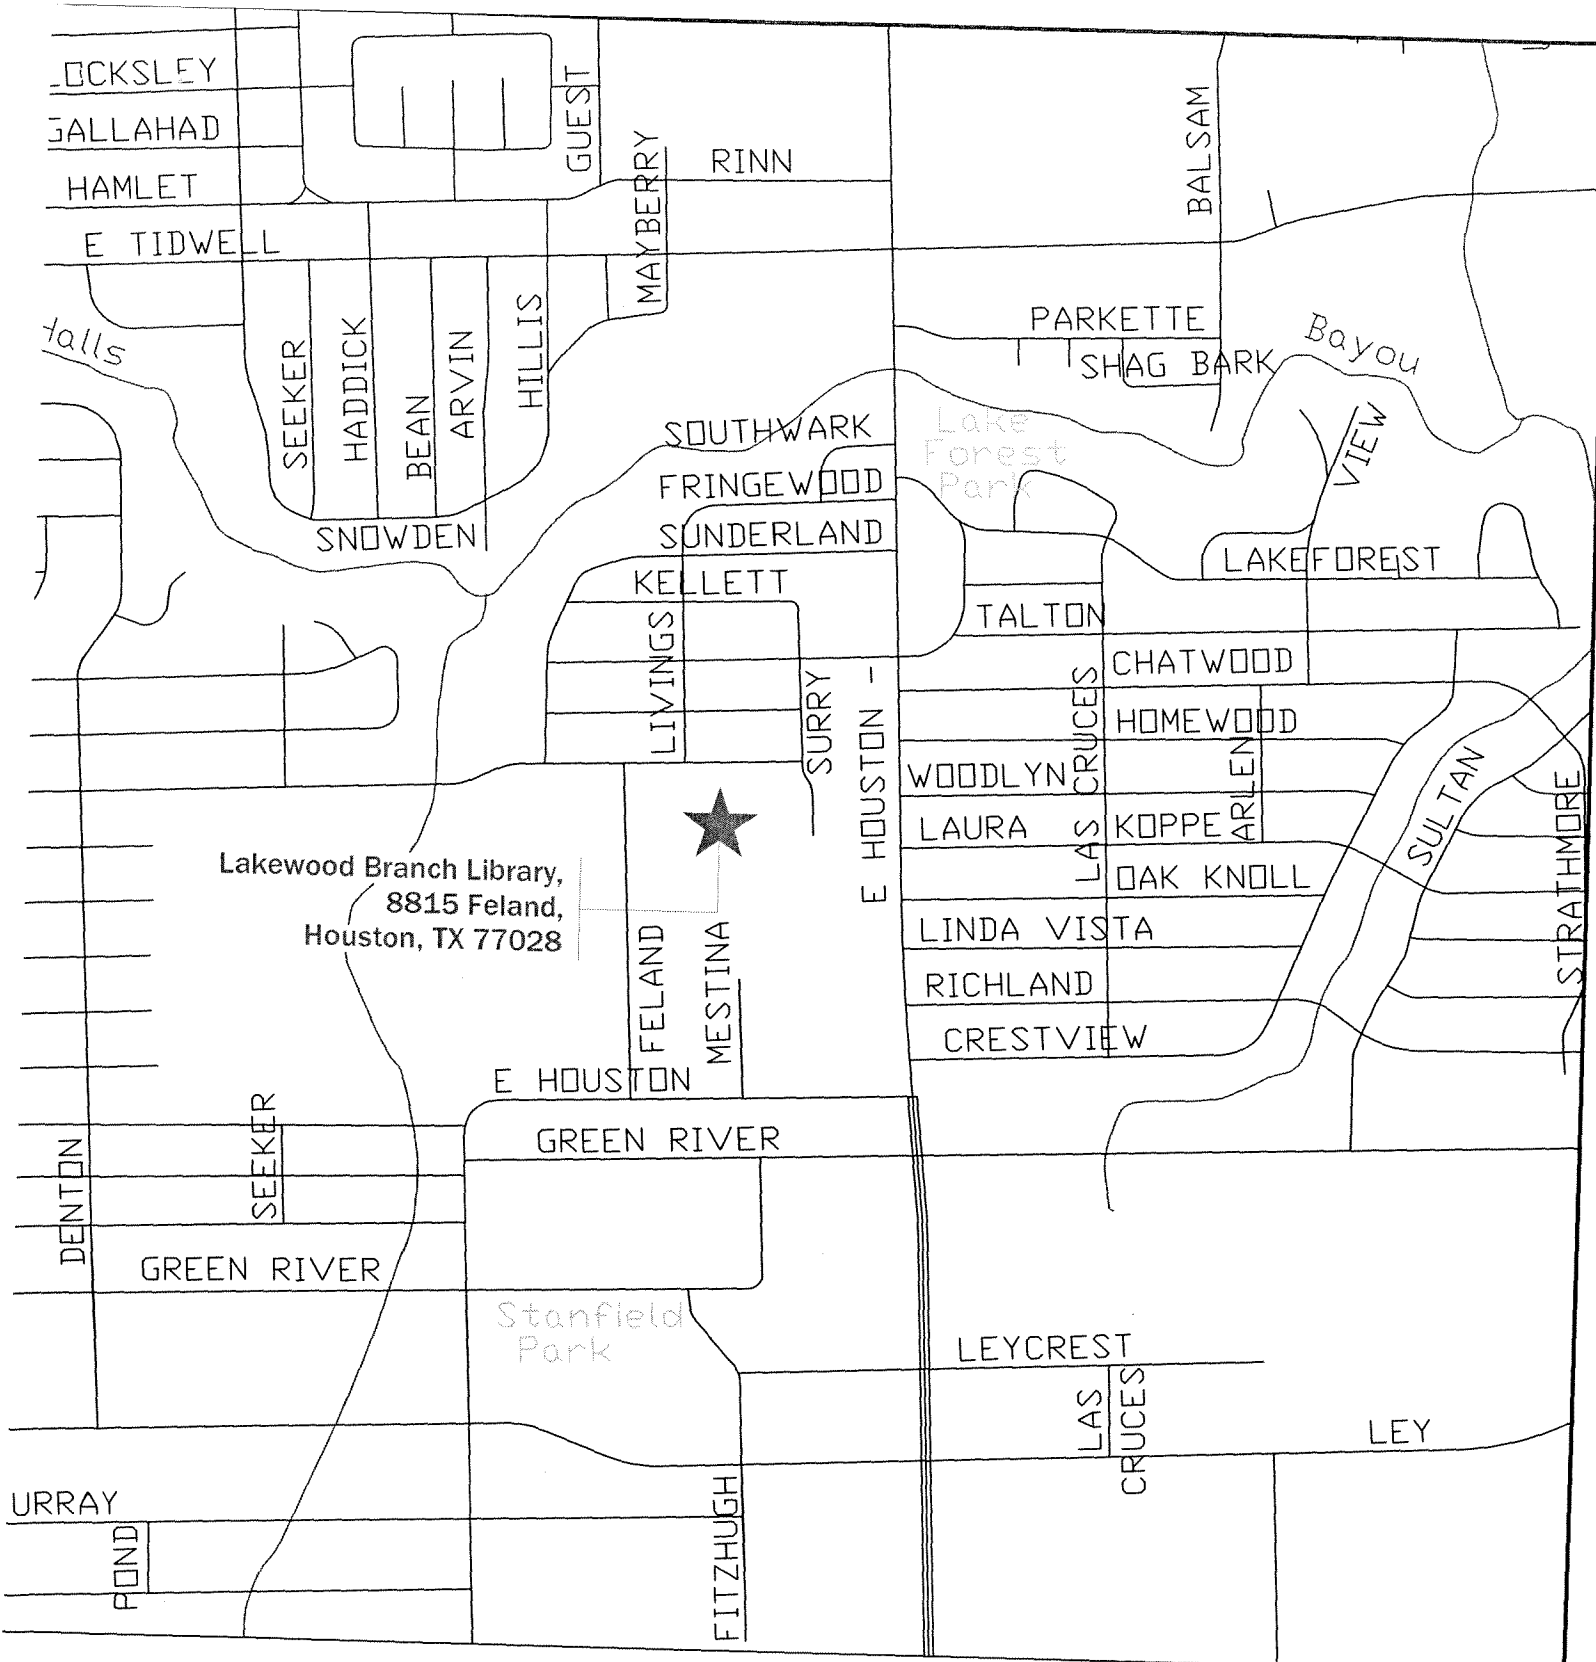 LOCKSLEY
GALLAHAD
HAMLET
E TIDWELL
GUEST
MAYBERRY
RINN
BALSAM
Halls
SEEKER
HADDICK
BEAN
ARVIN
HILLIS
SNOWDEN
PARKETTE
SHAG BARK
Bayou
VIEW
SOUTHWARK
FRINGEWOOD
SUNDERLAND
KELLETT
LIVINGS
SURRY
E HOUSTON -
Lake
Forest
Park
LAKEFOREST
TALTON
CHATWOOD
HOMEWOOD
WOODLYN
LAS CRUCES
ARLEN
LAURA KOPPE
OAK KNOLL
LINDA VISTA
RICHLAND
CRESTVIEW
SULTAN
STRATHMORE
Lakewood Branch Library,
8815 Feland,
Houston, TX 77028
FELAND
MESTINA
E HOUSTON
GREEN RIVER
SEEKER
DENTON
GREEN RIVER
Stanfield
Park
LEYCREST
LAS
CRUCES
LEY
URRAY
POND
FITZHUGH